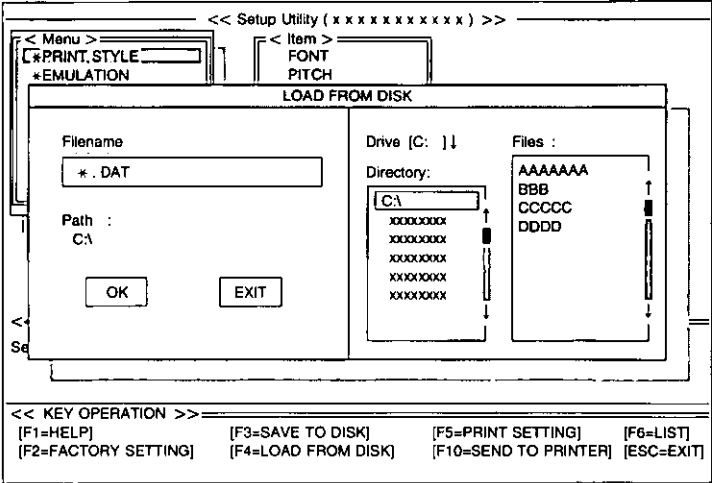 << Setup Utility ( x x x x x x x x x x x ) >>
< Menu >
< Item >
*PRINT STYLE
*EMULATION
FONT
PITCH
LOAD FROM DISK
Filename
*.DAT
Path :
C:\
OK
EXIT
Drive [C: ]↓
Directory:
C:\
xxxxxxxx
xxxxxxxx
xxxxxxxx
xxxxxxxx
xxxxxxxx
Files :
AAAAAAA
BBB
CCCCC
DDDD
Se
<< KEY OPERATION >>
[F1=HELP] [F3=SAVE TO DISK] [F5=PRINT SETTING] [F6=LIST]
[F2=FACTORY SETTING] [F4=LOAD FROM DISK] [F10=SEND TO PRINTER] [ESC=EXIT]